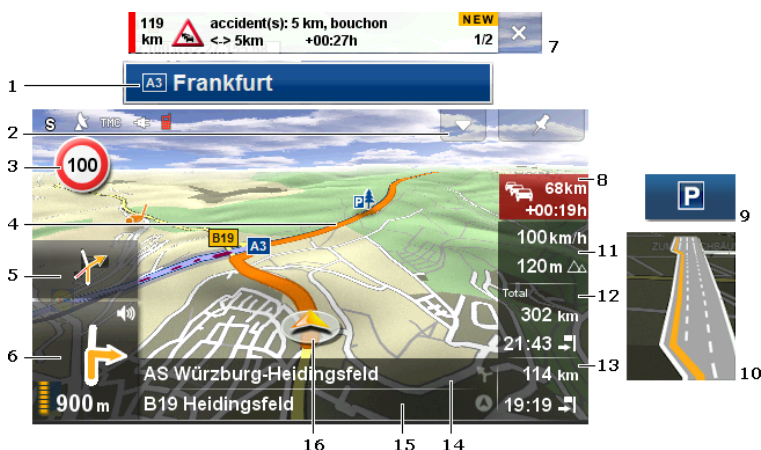 119 km
accident(s): 5 km, bouchon
<-> 5km +00:27h
NEW
1/2
7
1
A3 Frankfurt
2
S TMC
3
100
8
68km
+00:19h
P
9
4
B19
A3
P
100km/h
11
120m
5
Total
12
302 km
21:43
6
13
114 km
19:19
10
AS Würzburg-Heidingsfeld
B19 Heidingsfeld
900 m
16
15
14